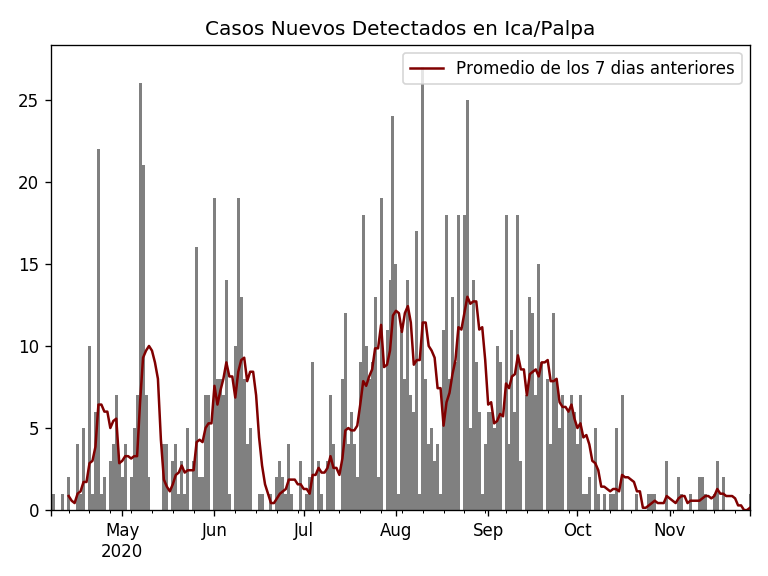 Casos Nuevos Detectados en Ica/Palpa
Promedio de los 7 dias anteriores
25
20
15
10
5
0
May Jun Jul Aug Sep Oct Nov
2020